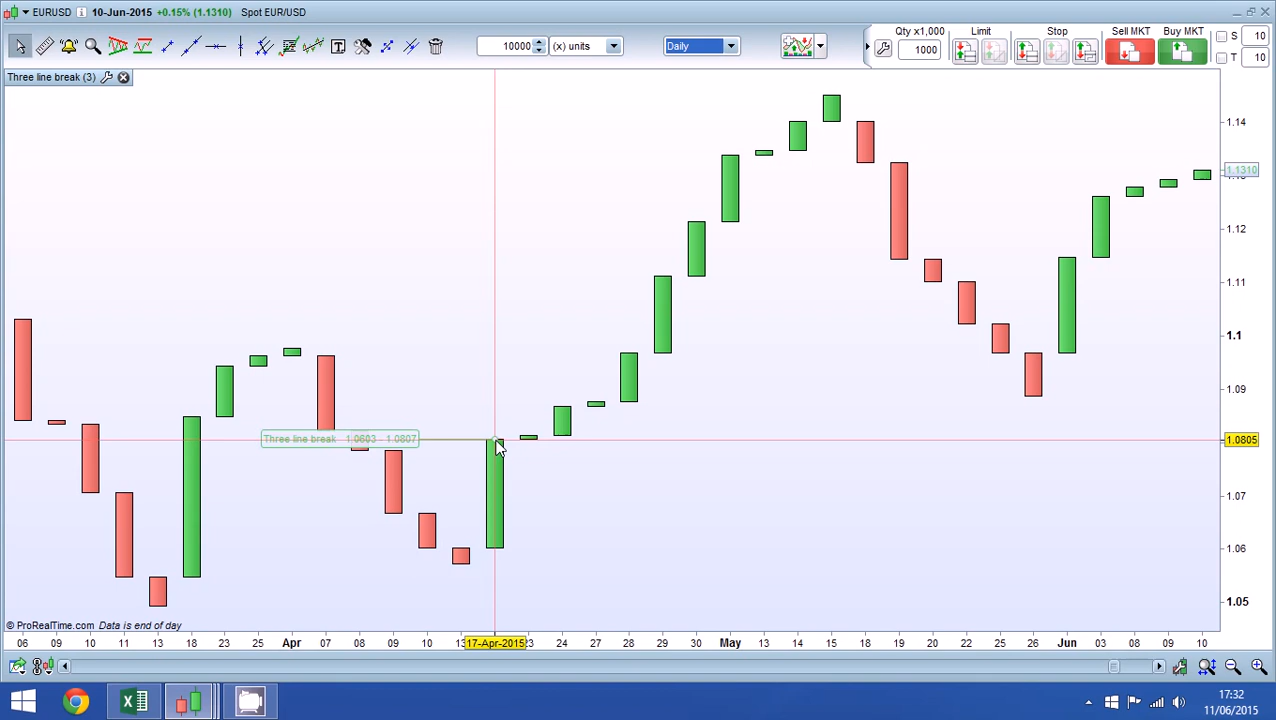 EURUSD 10-Jun-2015 +0.15% (1.1310) Spot EUR/USD
10000 (x) units Daily
Qty x1,000 Limit Stop Sell MKT Buy MKT S 10
1000 T 10
Three line break (3)
1.14
1.1310
1.12
1.11
1.1
1.09
Three line break 1.0603 - 1.0807
1.0805
1.07
1.06
1.05
© ProRealTime.com Data is end of day
06 09 10 11 13 18 24 25 Apr 07 08 09 10 17-Apr-2015 24 27 28 29 30 May 13 14 15 18 19 20 22 25 26 Jun 03 08 09 10
17:32
11/06/2015